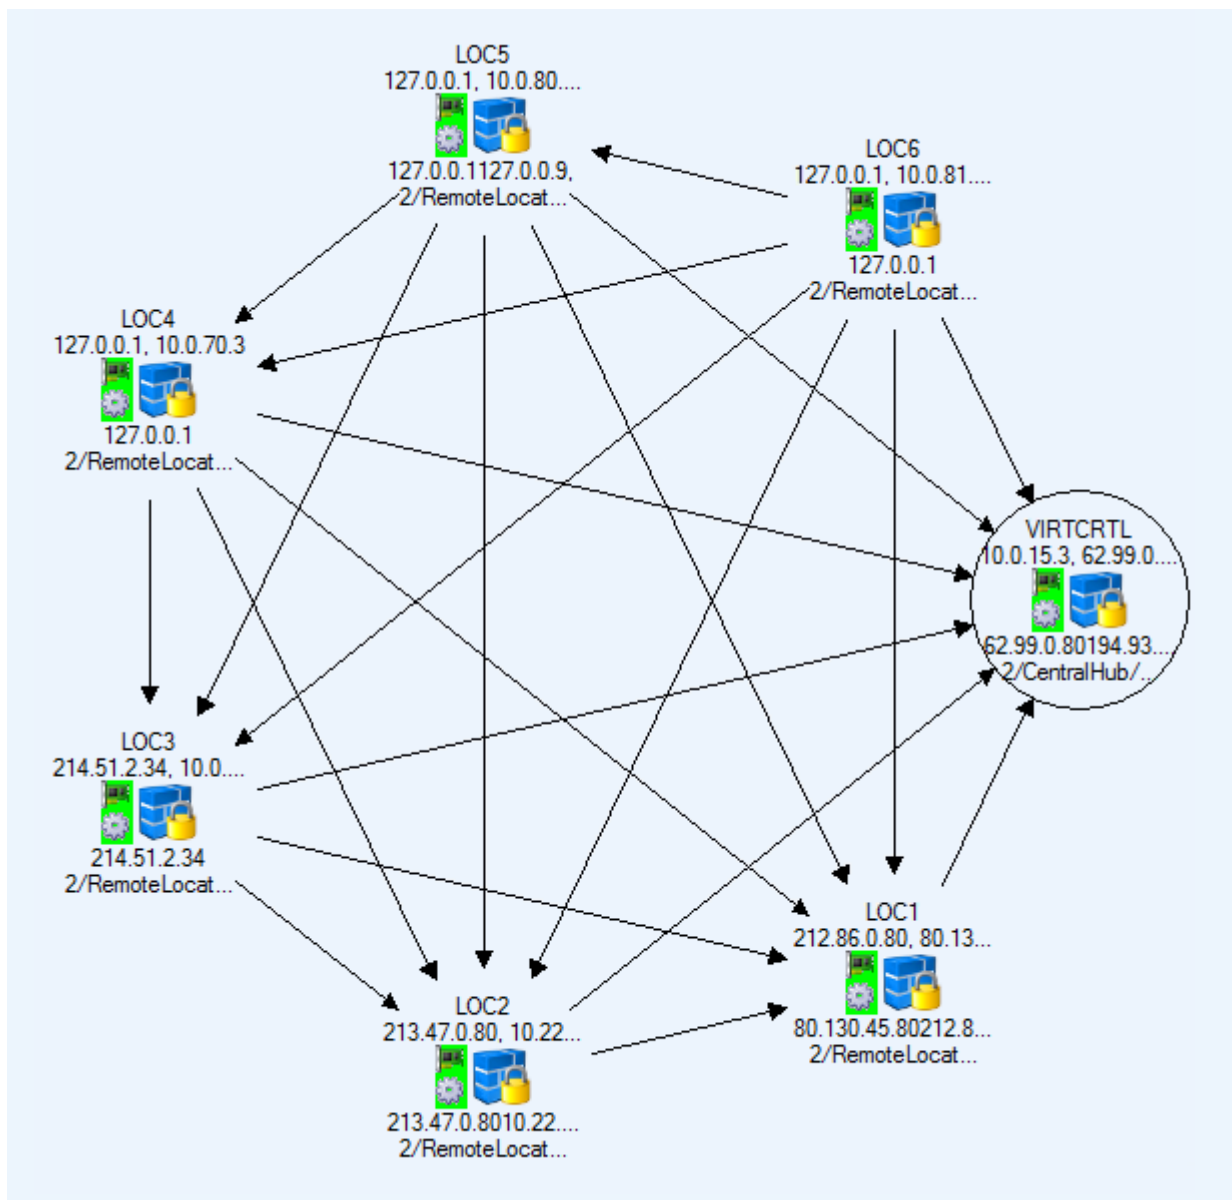 LOC5
127.0.0.1, 10.0.80....
127.0.0.1127.0.0.9,
2/RemoteLocat...
LOC6
127.0.0.1, 10.0.81....
127.0.0.1
2/RemoteLocat...
LOC4
127.0.0.1, 10.0.70.3
127.0.0.1
2/RemoteLocat...
VIRTCRTL
10.0.15.3, 62.99.0....
62.99.0.80194.93....
2/CentralHub/...
LOC3
214.51.2.34, 10.0....
214.51.2.34
2/RemoteLocat...
LOC1
212.86.0.80, 80.13...
80.130.45.80212.8...
2/RemoteLocat...
LOC2
213.47.0.80, 10.22...
213.47.0.8010.22....
2/RemoteLocat...